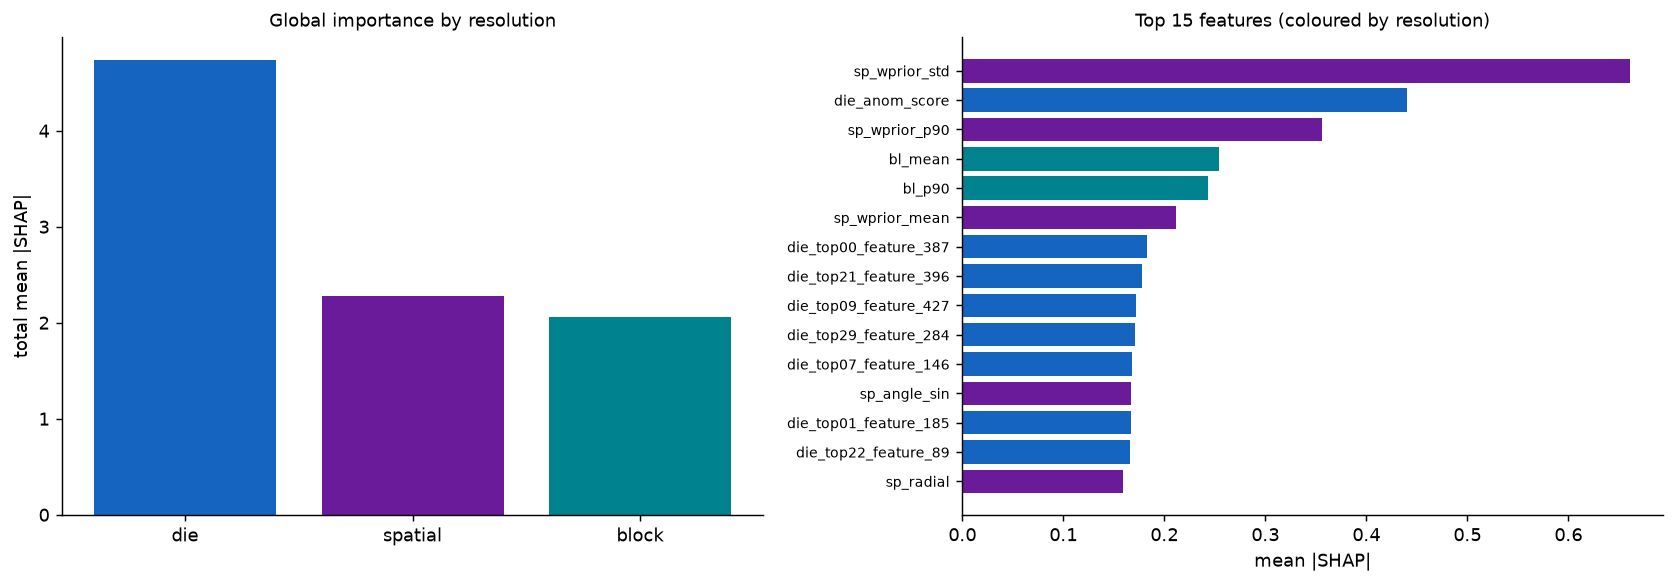 Global importance by resolution
total mean |SHAP|
4
3
2
1
0
die
spatial
block
Top 15 features (coloured by resolution)
sp_wprior_std
die_anom_score
sp_wprior_p90
bl_mean
bl_p90
sp_wprior_mean
die_top00_feature_387
die_top21_feature_396
die_top09_feature_427
die_top29_feature_284
die_top07_feature_146
sp_angle_sin
die_top01_feature_185
die_top22_feature_89
sp_radial
0.0
0.1
0.2
0.3
0.4
0.5
0.6
mean |SHAP|